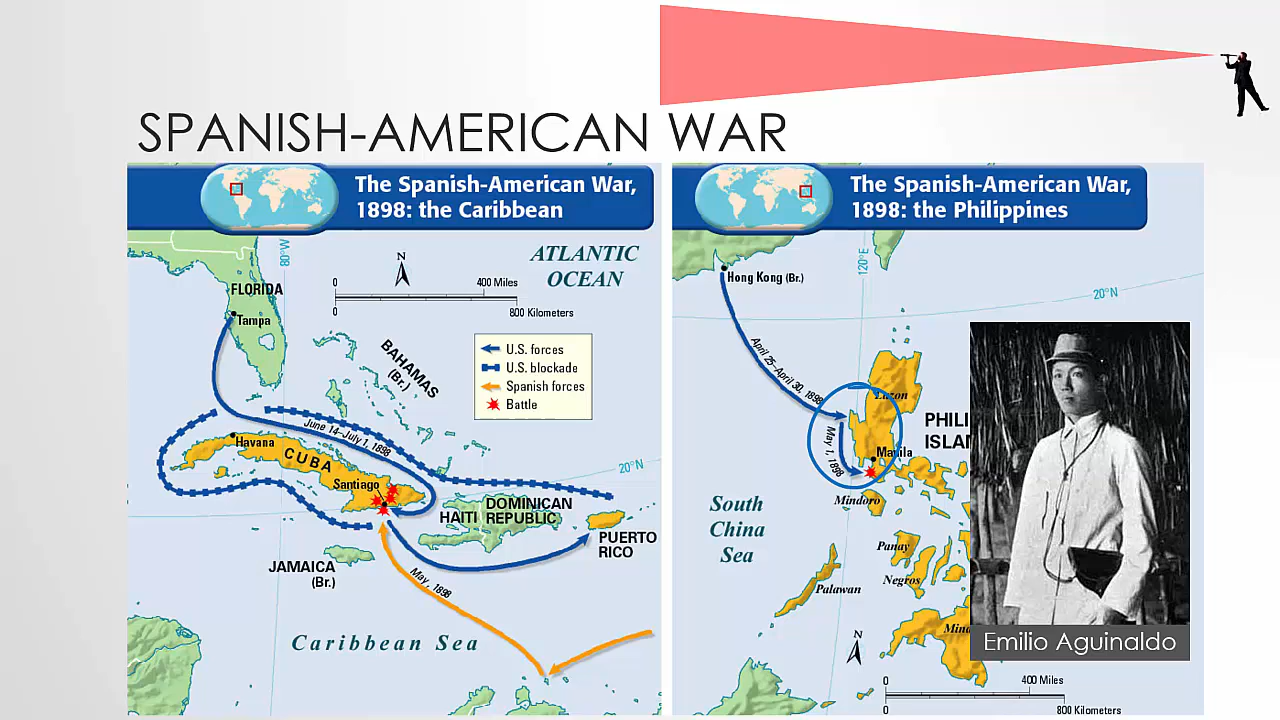 SPANISH-AMERICAN WAR
The Spanish-American War,
1898: the Caribbean
ATLANTIC
OCEAN
80°W
N
0
400 Miles
0
800 Kilometers
FLORIDA
Tampa
BAHAMAS
(Br.)
U.S. forces
U.S. blockade
Spanish forces
Battle
June 14–July 1, 1898
Havana
CUBA
Santiago
20°N
HAITI
DOMINICAN
REPUBLIC
PUERTO
RICO
JAMAICA
(Br.)
May, 1898
Caribbean Sea
The Spanish-American War,
1898: the Philippines
120°E
Hong Kong (Br.)
20°N
April 25–April 30, 1898
Luzon
May 1, 1898
Manila
PHILI
ISLAN
Mindoro
South
China
Sea
Panay
Negros
Palawan
Mind
N
0
400 Miles
0
800 Kilometers
Emilio Aguinaldo